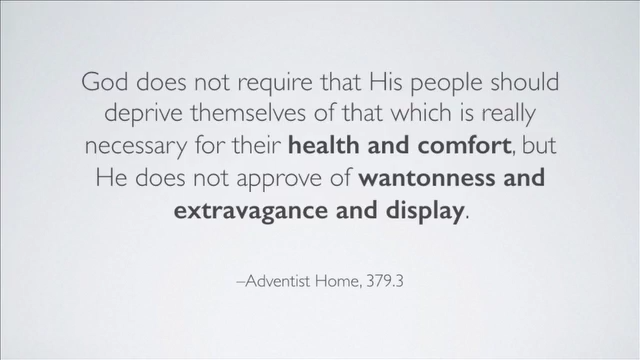 God does not require that His people should
deprive themselves of that which is really
necessary for their health and comfort, but
He does not approve of wantonness and
extravagance and display.
–Adventist Home, 379.3